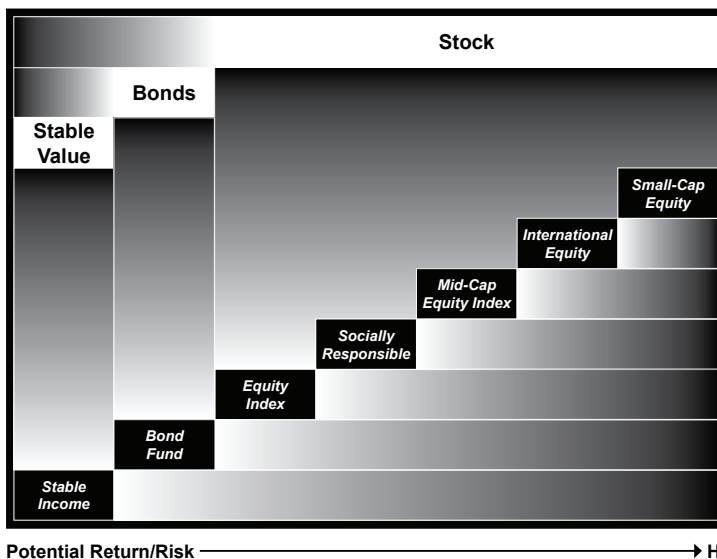 Stock
Bonds
Stable
Value
Small-Cap
Equity
International
Equity
Mid-Cap
Equity Index
Socially
Responsible
Equity
Index
Bond
Fund
Stable
Income
Potential Return/Risk